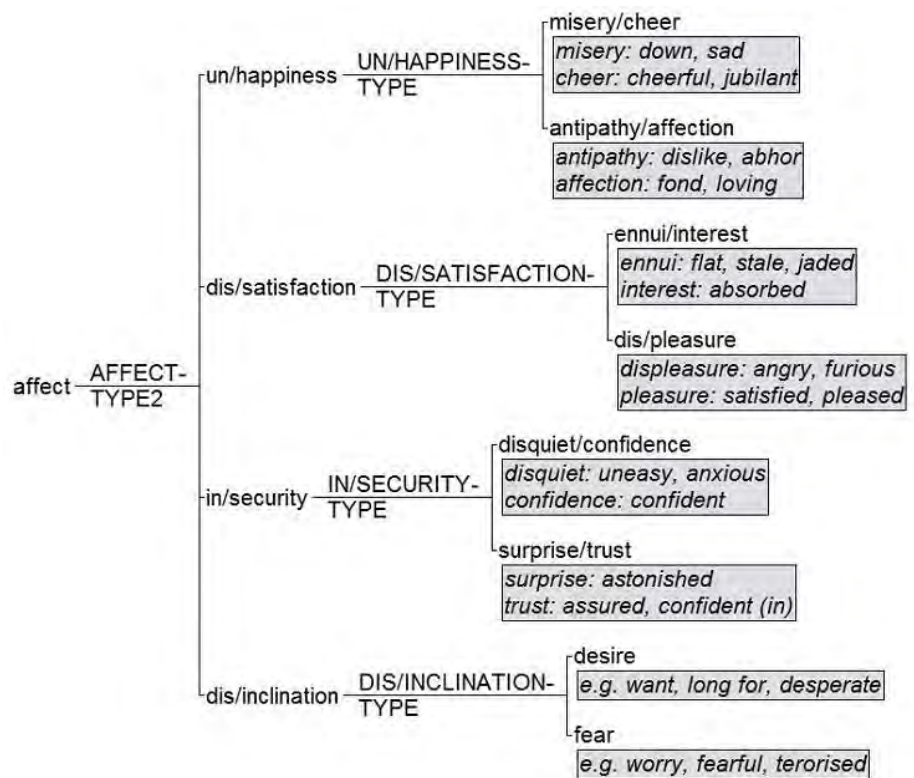 misery/cheer
misery: down, sad
cheer: cheerful, jubilant
un/happiness UN/HAPPINESS-
TYPE
antipathy/affection
antipathy: dislike, abhor
affection: fond, loving
ennui/interest
ennui: flat, stale, jaded
interest: absorbed
dis/satisfaction DIS/SATISFACTION-
TYPE
dis/pleasure
displeasure: angry, furious
pleasure: satisfied, pleased
affect AFFECT-
TYPE2
disquiet/confidence
disquiet: uneasy, anxious
confidence: confident
in/security IN/SECURITY-
TYPE
surprise/trust
surprise: astonished
trust: assured, confident (in)
desire
e.g. want, long for, desperate
dis/inclination DIS/INCLINATION-
TYPE
fear
e.g. worry, fearful, terorised